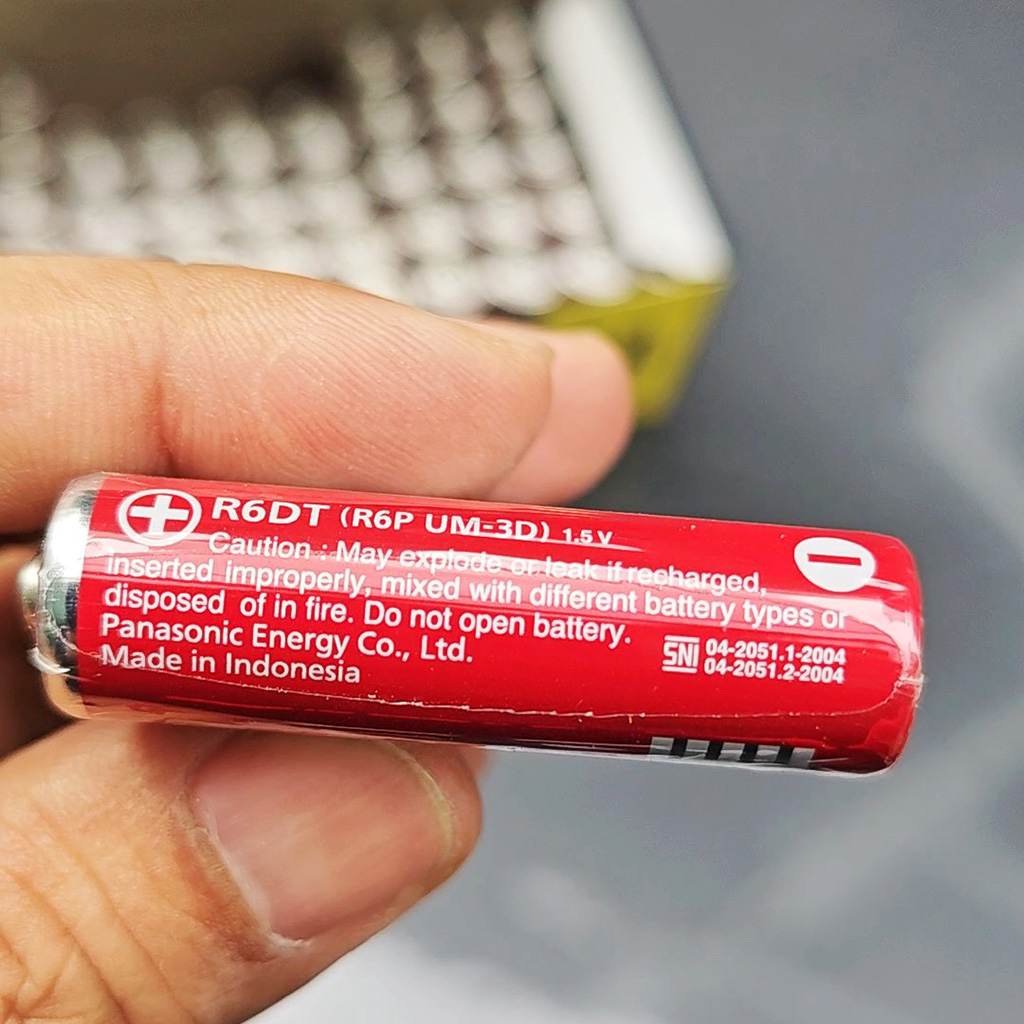 R6DT (R6P UM-3D) 1.5 V
Caution : May explode or leak if recharged,
inserted improperly, mixed with different battery types or
disposed of in fire. Do not open battery.
Panasonic Energy Co., Ltd.
Made in Indonesia
SNI 04-2051.1-2004
04-2051.2-2004